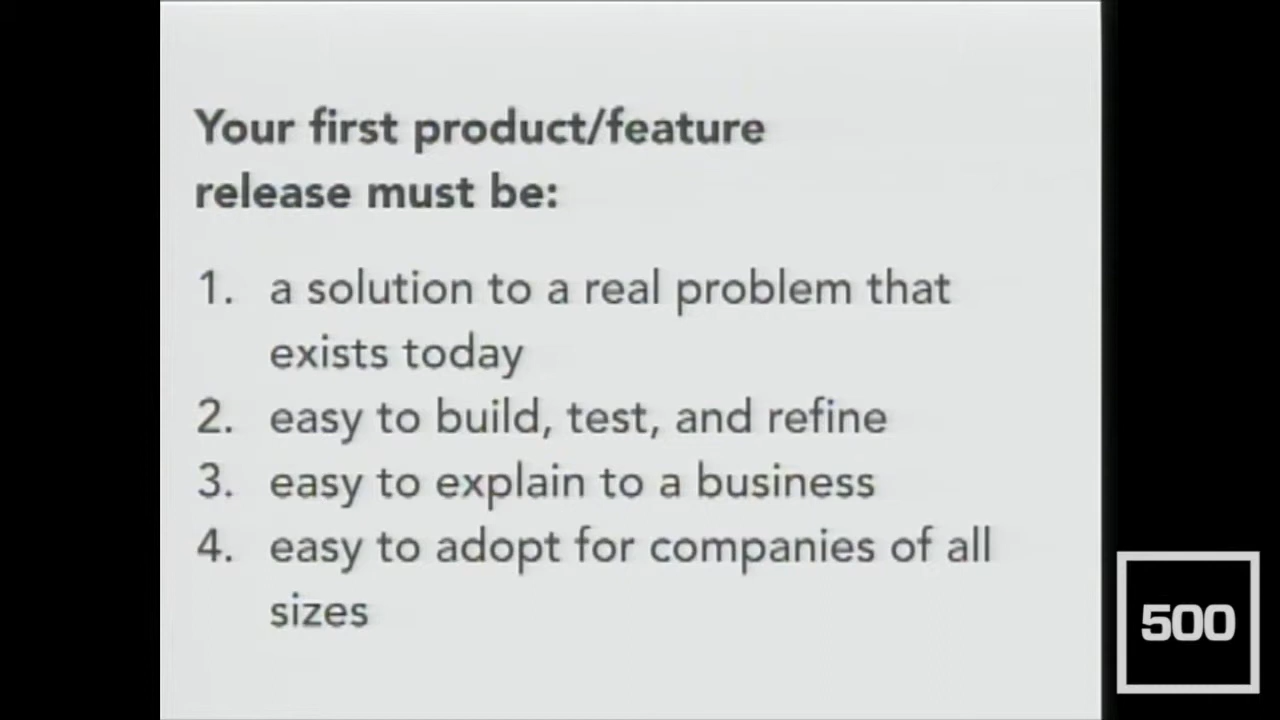 Your first product/feature
release must be:
1. a solution to a real problem that
exists today
2. easy to build, test, and refine
3. easy to explain to a business
4. easy to adopt for companies of all
sizes
500